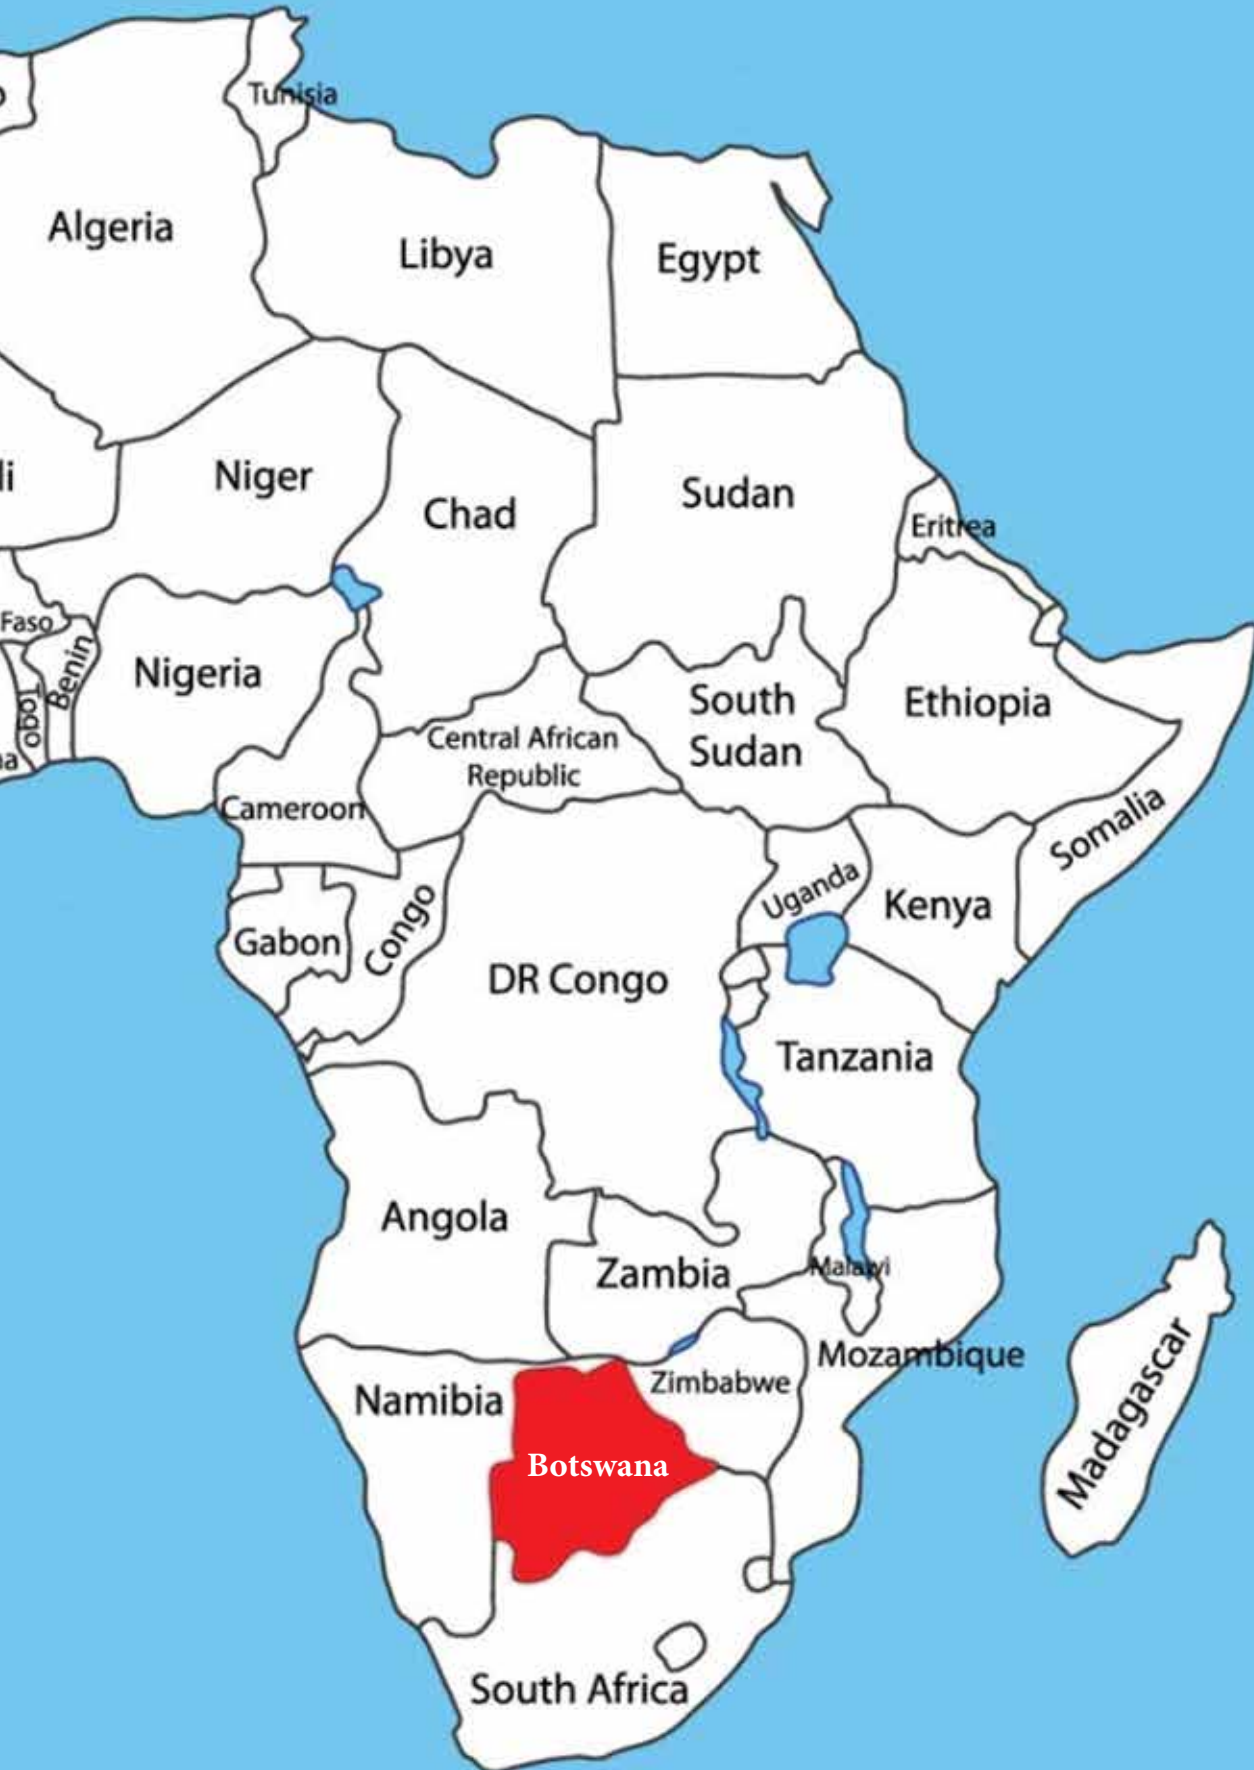 Tunisia
Algeria
Libya
Egypt
Niger
Chad
Sudan
Eritrea
Faso
Benin
Togo
Nigeria
South
Sudan
Ethiopia
Central African
Republic
Cameroon
Somalia
Uganda
Kenya
Gabon
Congo
DR Congo
Tanzania
Angola
Zambia
Malawi
Mozambique
Zimbabwe
Namibia
Madagascar
Botswana
South Africa